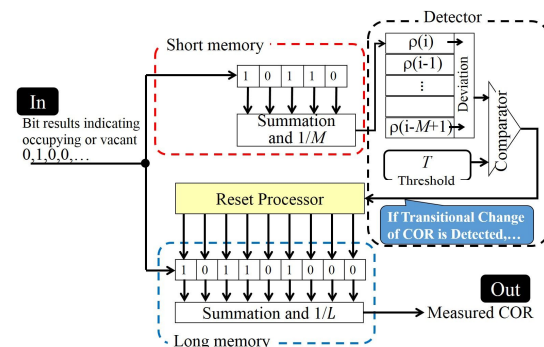 Detector
Short memory
ρ(i)
ρ(i-1)
⋮
ρ(i-M+1)
Deviation
Comparator
1 0 1 1 0
In
Summation
and 1/M
Bit results indicating
occupying or vacant
0,1,0,0,…
T
Threshold
Reset Processor
If Transitional Change
of COR is Detected,…
1 0 1 1 0 1 0 0 0
Out
Summation and 1/L
Measured COR
Long memory